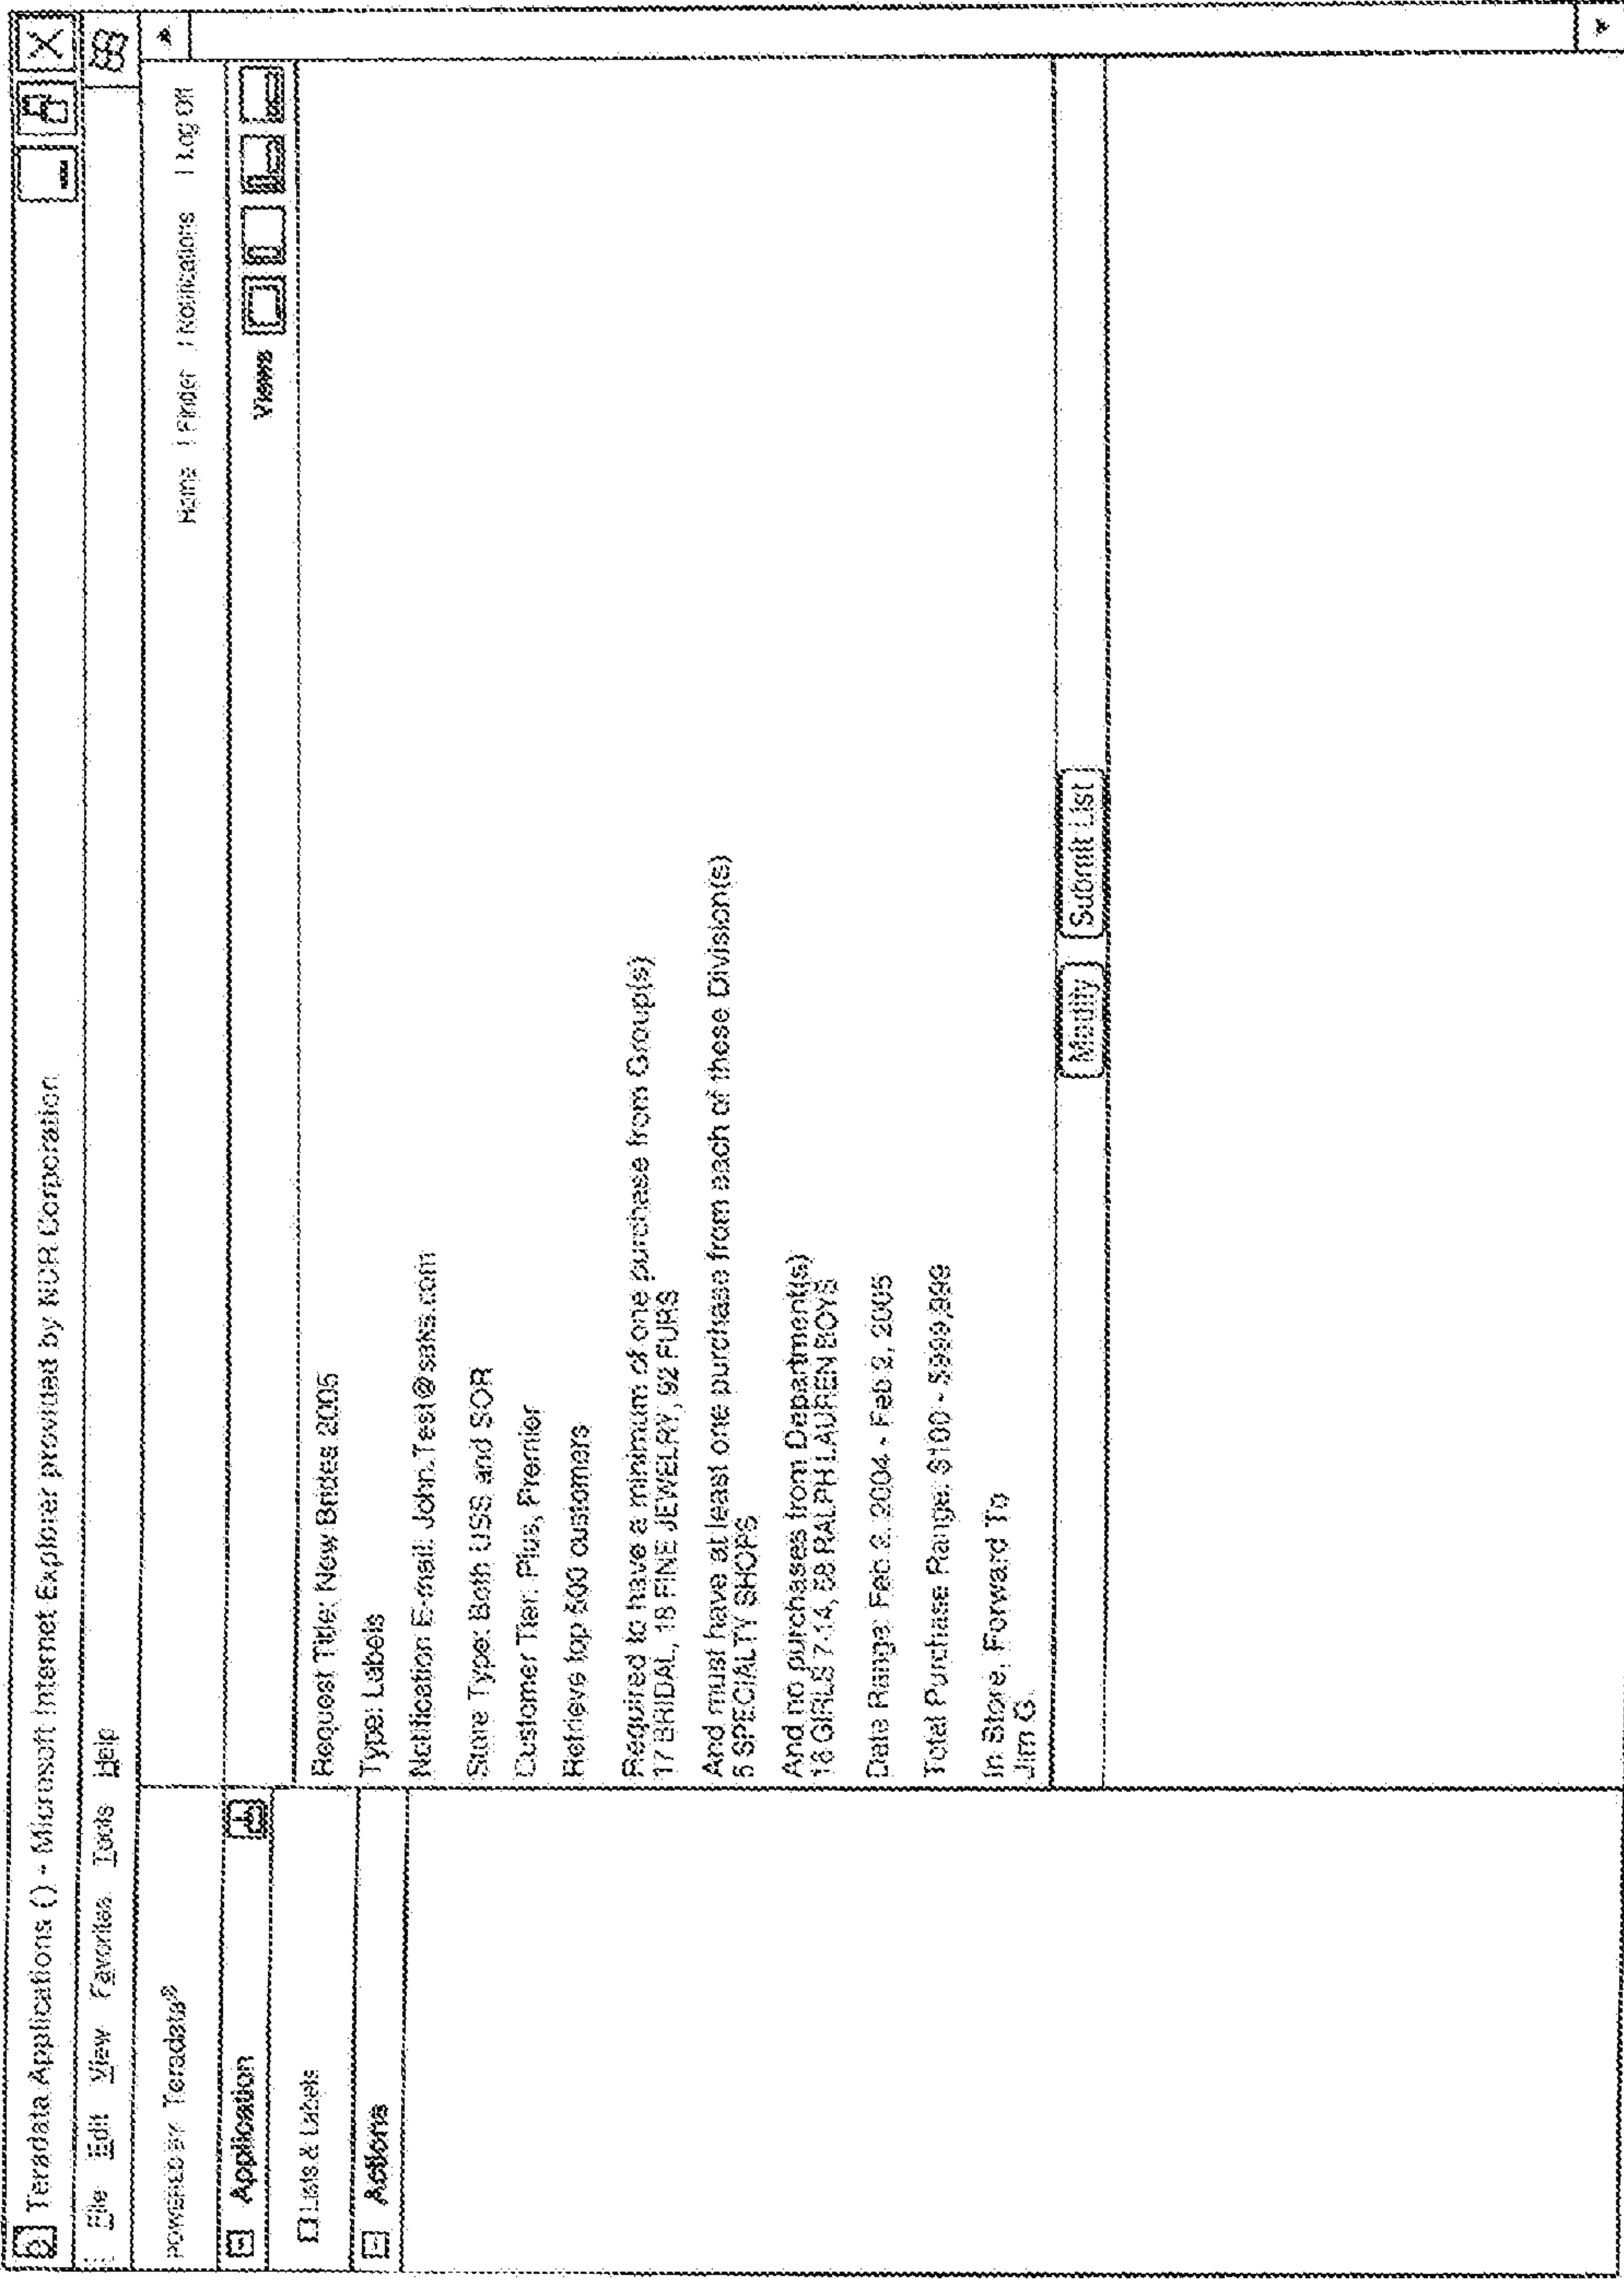 Teradata Applications () - Microsoft Internet Explorer provided by NCR Corporation
File Edit View Favorites Tools Help
POWERED BY Teradata®
Home | Finder | Notifications | Log Off
Application
Views
Lists & Labels
Actions
Request Title: New Brides 2005
Type: Labels
Notification E-mail: John.Test@saks.com
Store Type: Both USS and SOR
Customer Tier: Plus, Premier
Retrieve top 500 customers
Required to have a minimum of one purchase from Group(s)
17 BRIDAL, 18 FINE JEWELRY, 92 FURS
And must have at least one purchase from each of these Division(s)
5 SPECIALTY SHOPS
And no purchases from Department(s)
16 GIRLS 7-14, 58 RALPH LAUREN BOYS
Date Range: Feb 2, 2004 - Feb 2, 2005
Total Purchase Range: $100 - $999,999
In Store, Forward To
Jim G.
Modify Submit List